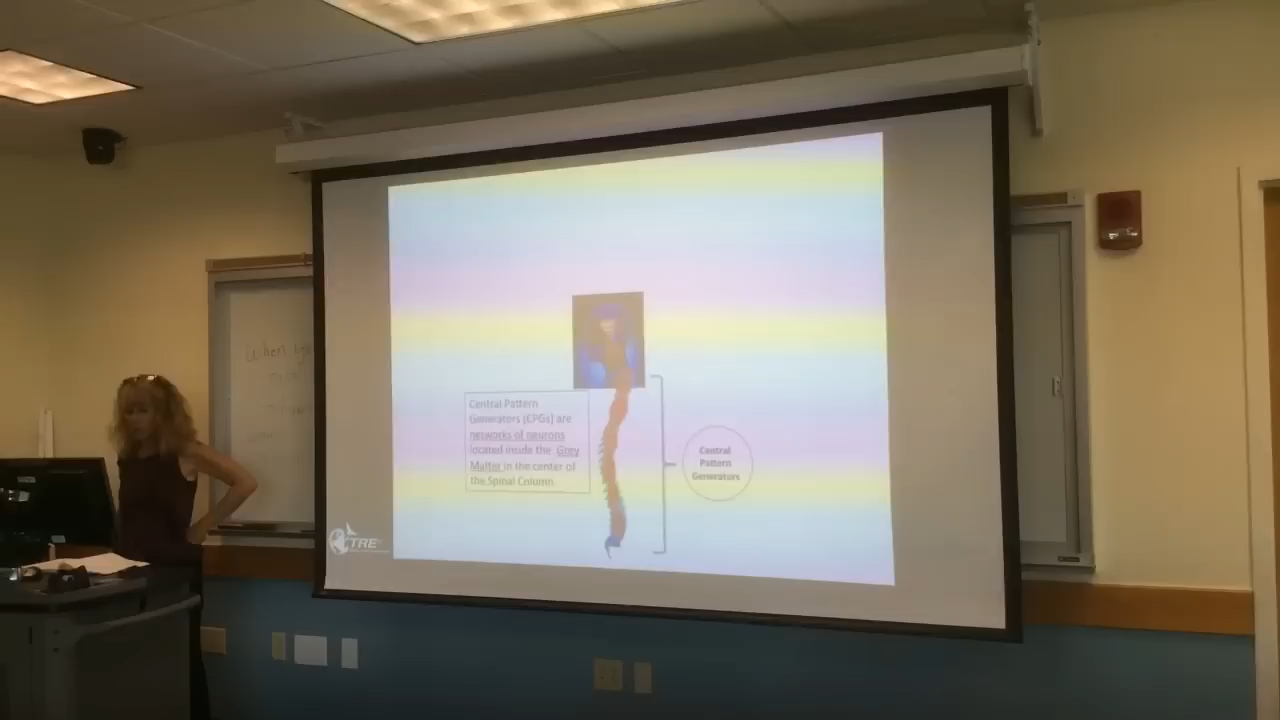 When
Central Pattern
Generators (CPGs) are
networks of neurons
located inside the Grey
Matter in the center of
the Spinal Column.
Central
Pattern
Generators
TRE